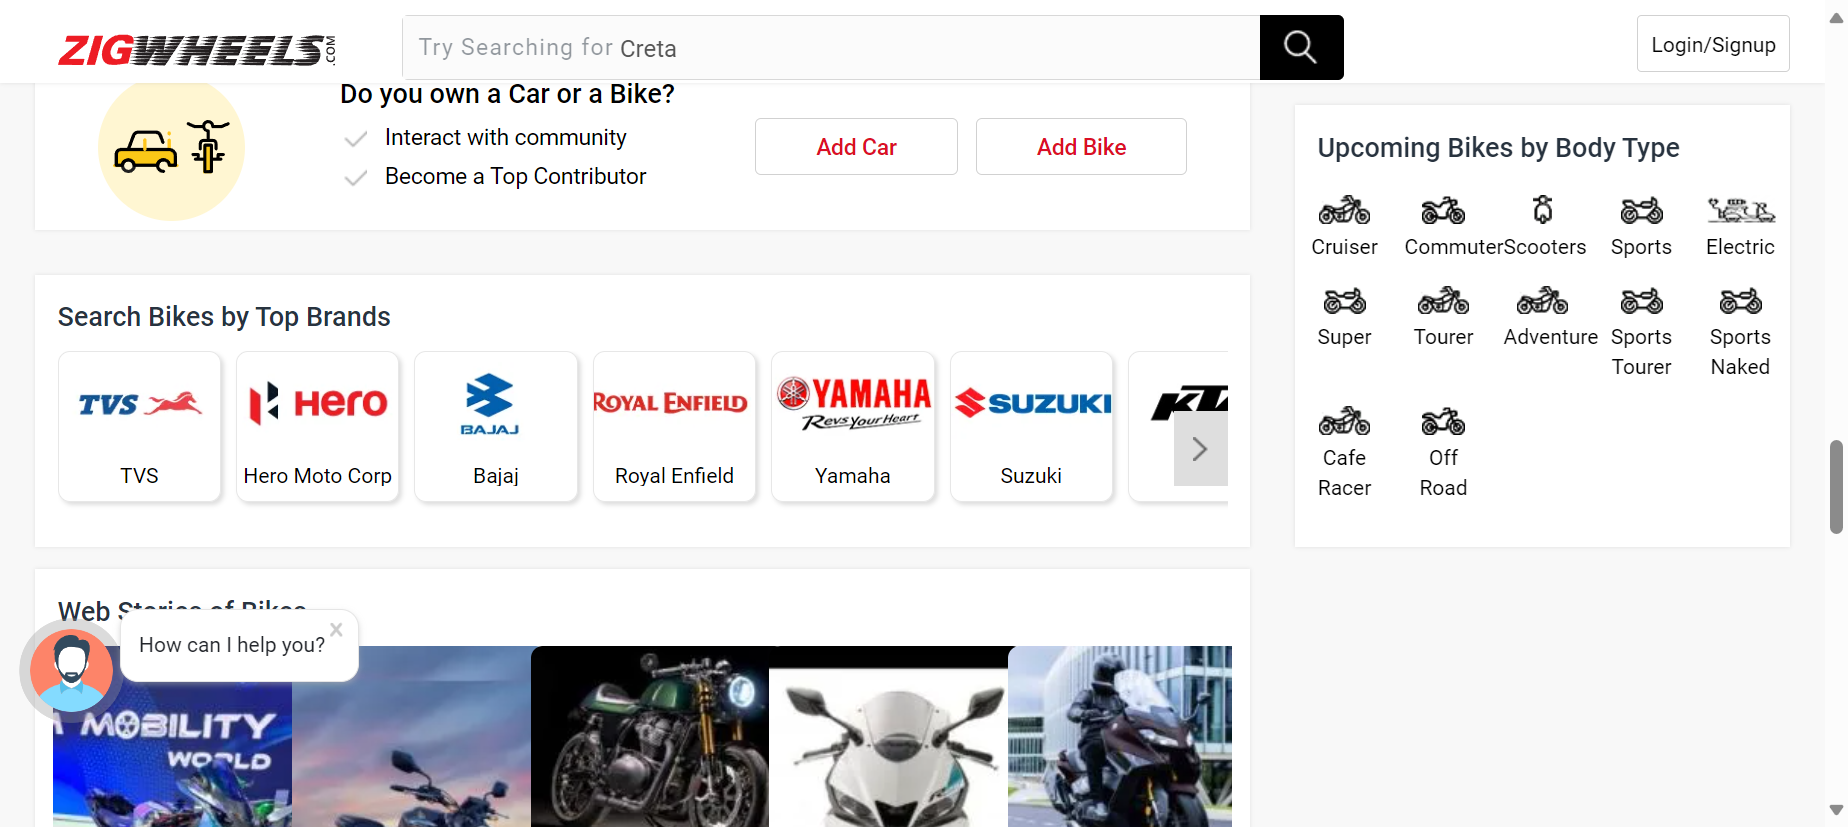 ZIGWHEELS.COM
Try Searching for Creta
Login/Signup
Do you own a Car or a Bike?
Interact with community
Become a Top Contributor
Add Car
Add Bike
Upcoming Bikes by Body Type
Cruiser
Commuter
Scooters
Sports
Electric
Super
Tourer
Adventure
Sports Tourer
Sports Naked
Cafe Racer
Off Road
Search Bikes by Top Brands
TVS
HERO
BAJAJ
ROYAL ENFIELD
YAMAHA
Revs Your Heart
SUZUKI
TVS
Hero Moto Corp
Bajaj
Royal Enfield
Yamaha
Suzuki
Web Stories of Bikes
How can I help you?
MOBILITY
WORLD